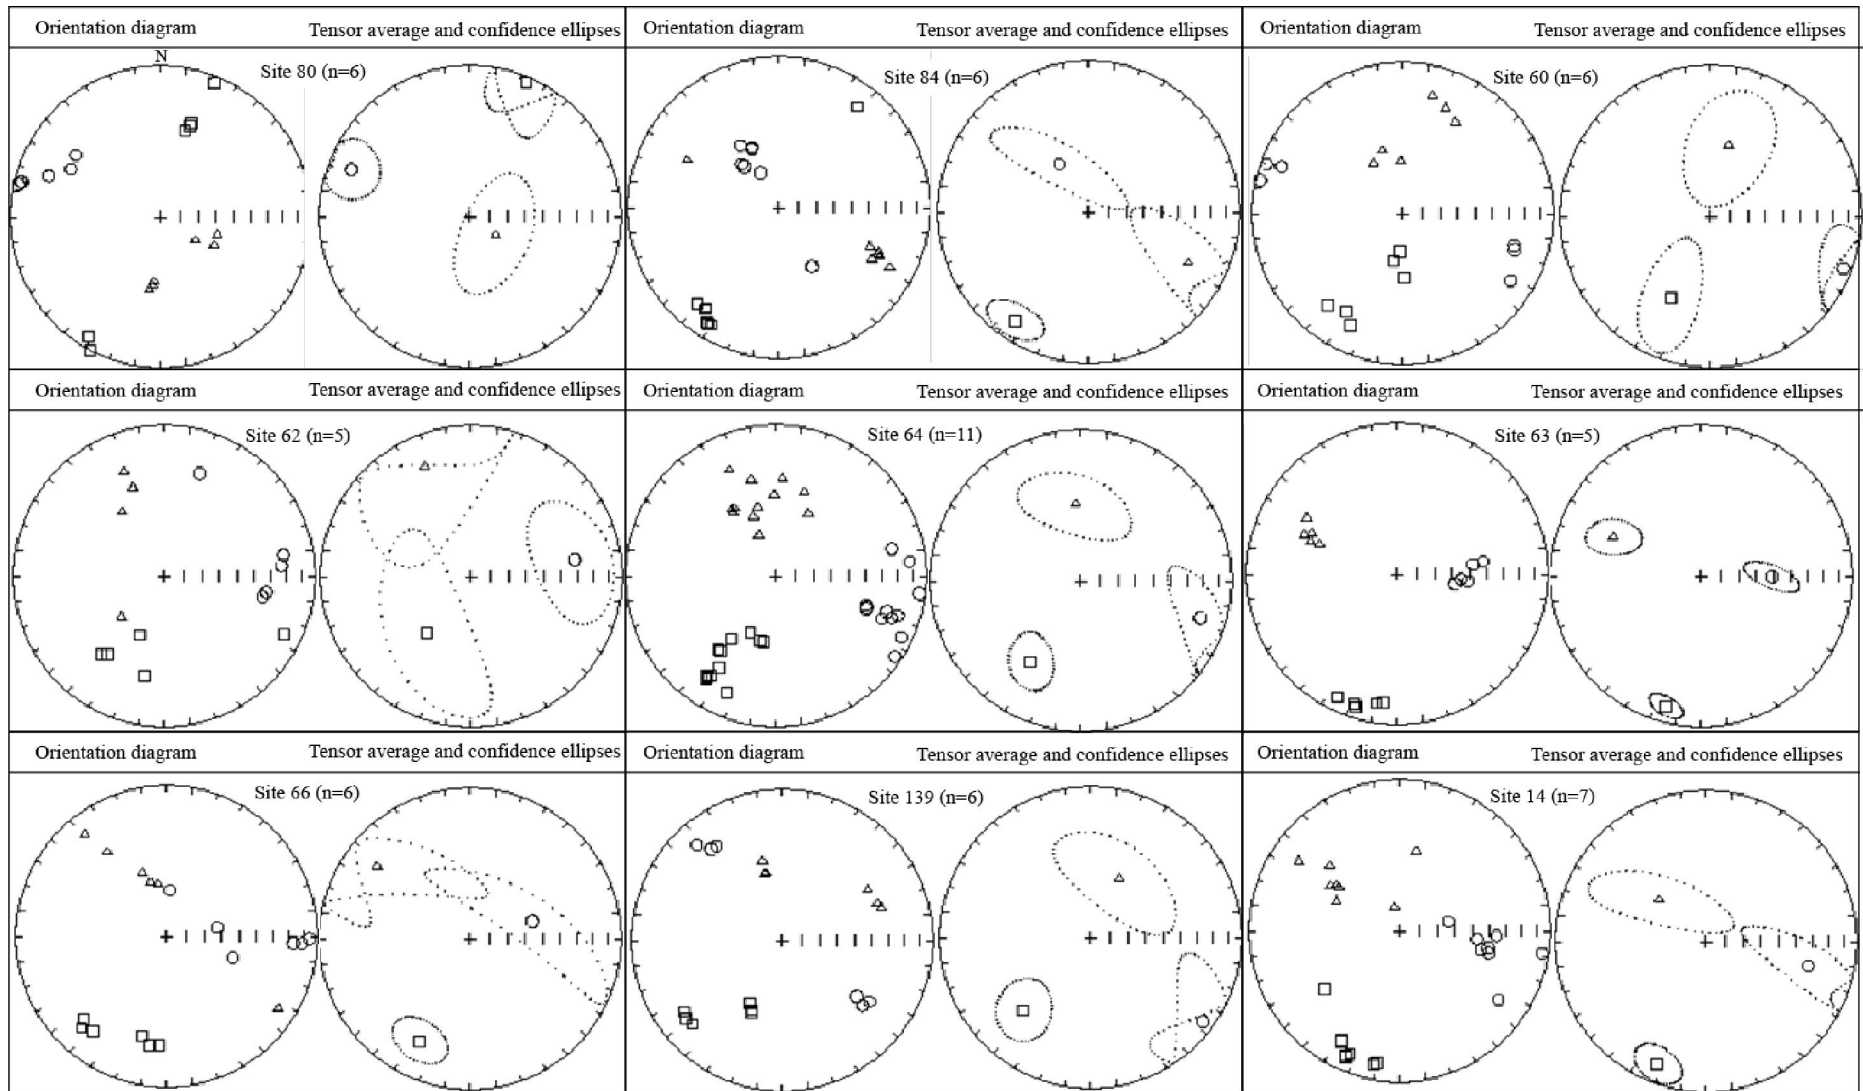 Orientation diagram Tensor average and confidence ellipses Orientation diagram Tensor average and confidence ellipses Orientation diagram Tensor average and confidence ellipses
N
Site 80 (n=6) Site 84 (n=6) Site 60 (n=6)
Orientation diagram Tensor average and confidence ellipses Orientation diagram Tensor average and confidence ellipses Orientation diagram Tensor average and confidence ellipses
Site 62 (n=5) Site 64 (n=11) Site 63 (n=5)
Orientation diagram Tensor average and confidence ellipses Orientation diagram Tensor average and confidence ellipses Orientation diagram Tensor average and confidence ellipses
Site 66 (n=6) Site 139 (n=6) Site 14 (n=7)